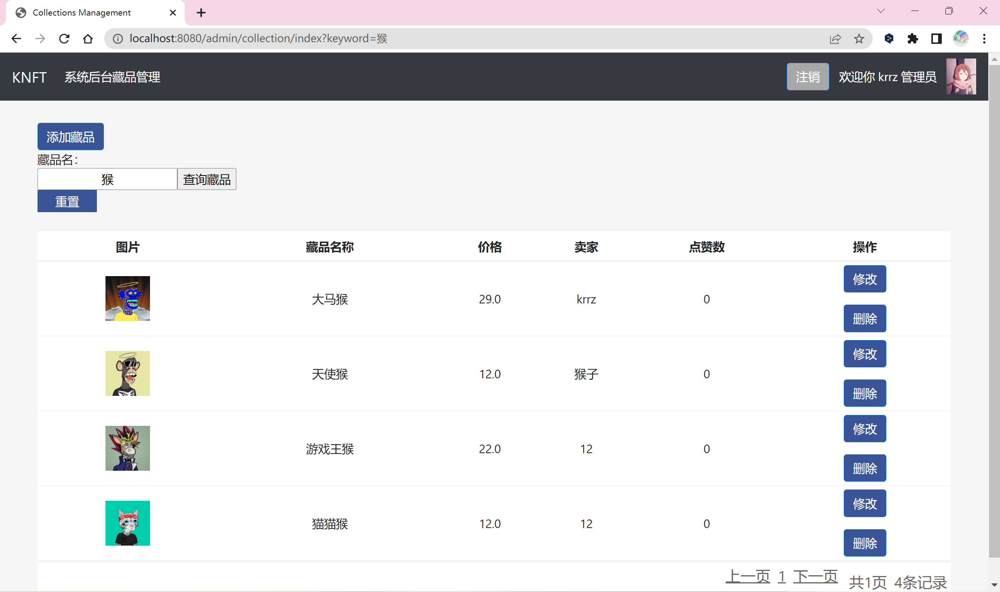 Collections Management
localhost:8080/admin/collection/index?keyword=猴
KNFT 系统后台藏品管理 注销 欢迎你 krrz 管理员
添加藏品
藏品名：
猴 查询藏品
重置
图片 藏品名称 价格 卖家 点赞数 操作
大马猴 29.0 krrz 0 修改
删除
天使猴 12.0 猴子 0 修改
删除
游戏王猴 22.0 12 0 修改
删除
猫猫猴 12.0 12 0 修改
删除
上一页 1 下一页 共1页 4条记录